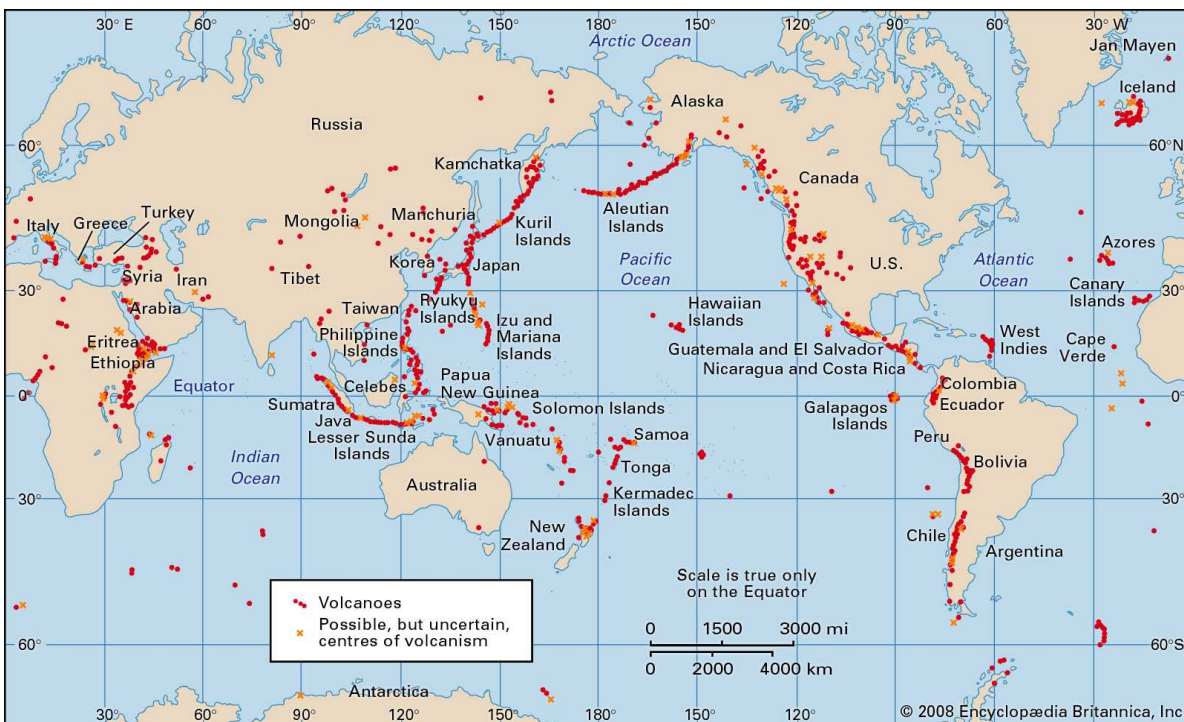 30° E
60°
90°
120°
150°
180°
150°
120°
90°
60°
30° W
Arctic Ocean
Jan Mayen
Iceland
Alaska
Russia
60°
60°N
Kamchatka
Canada
Turkey
Greece
Italy
Mongolia
Manchuria
Kuril
Islands
Aleutian
Islands
Azores
Korea
Japan
Pacific
Ocean
U.S.
Atlantic
Ocean
Syria
Iran
Tibet
30°
30°
Canary
Islands
Arabia
Taiwan
Ryukyu
Islands
Hawaiian
Islands
Izu and
Mariana
Islands
West
Indies
Cape
Verde
Philippine
Islands
Eritrea
Ethiopia
Guatemala and El Salvador
Nicaragua and Costa Rica
Equator
Celebes
Papua
New Guinea
Colombia
Ecuador
0°
0°
Sumatra
Java
Lesser Sunda
Islands
Solomon Islands
Galapagos
Islands
Vanuatu
Samoa
Peru
Bolivia
Indian
Ocean
Tonga
Australia
Kermadec
Islands
30°
30°
New
Zealand
Chile
Argentina
Scale is true only
on the Equator
Volcanoes
Possible, but uncertain,
centres of volcanism
0 1500 3000 mi
0 2000 4000 km
60°
60°S
Antarctica
30°
60°
90°
120°
150°
180°
150°
120°
90°
60°
30°
© 2008 Encyclopædia Britannica, Inc